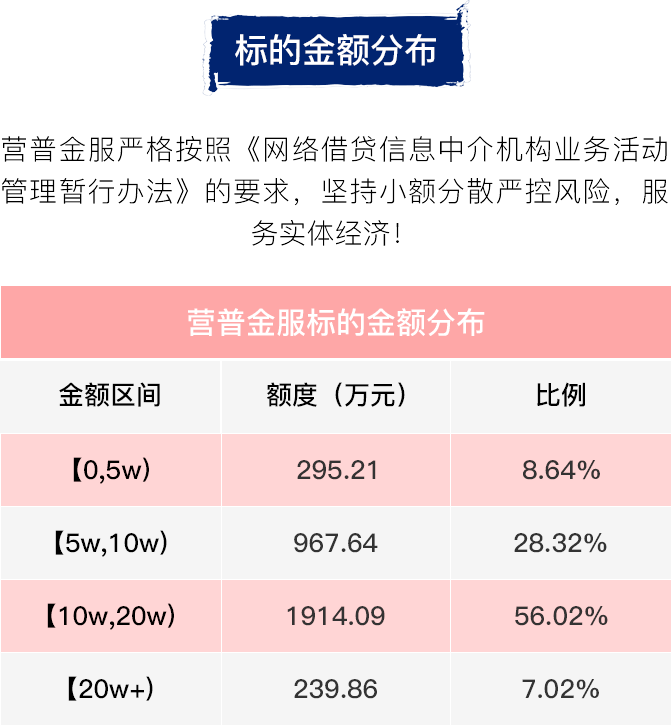 标的金额分布
营普金服严格按照《网络借贷信息中介机构业务活动
管理暂行办法》的要求，坚持小额分散严控风险，服
务实体经济！
营普金服标的金额分布
金额区间 额度（万元） 比例
【0,5w) 295.21 8.64%
【5w,10w) 967.64 28.32%
【10w,20w) 1914.09 56.02%
【20w+) 239.86 7.02%